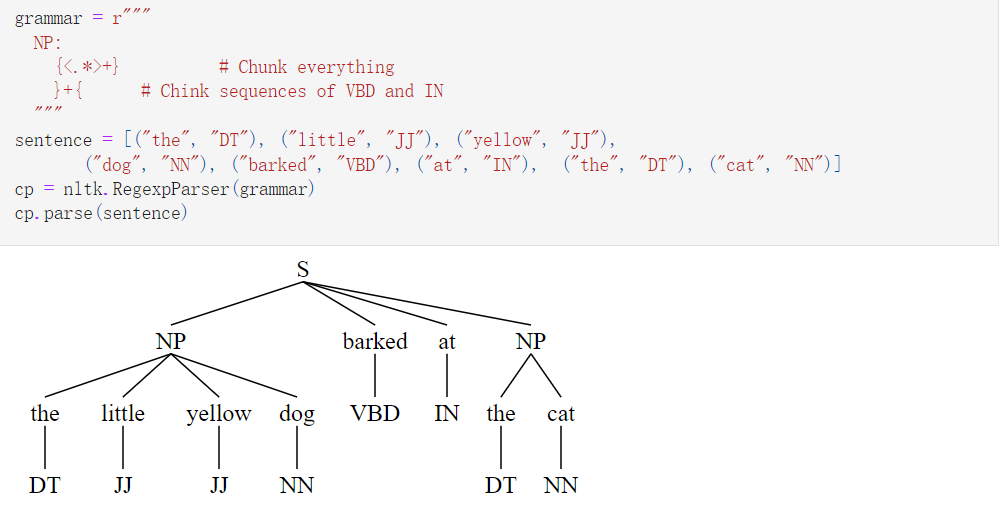 grammar = r"""
NP:
{<.*>+} # Chunk everything
}+{ # Chink sequences of VBD and IN
"""
sentence = [("the", "DT"), ("little", "JJ"), ("yellow", "JJ"),
("dog", "NN"), ("barked", "VBD"), ("at", "IN"), ("the", "DT"), ("cat", "NN")]
cp = nltk.RegexpParser(grammar)
cp.parse(sentence)
S
NP barked at NP
the little yellow dog VBD IN the cat
DT JJ JJ NN DT NN